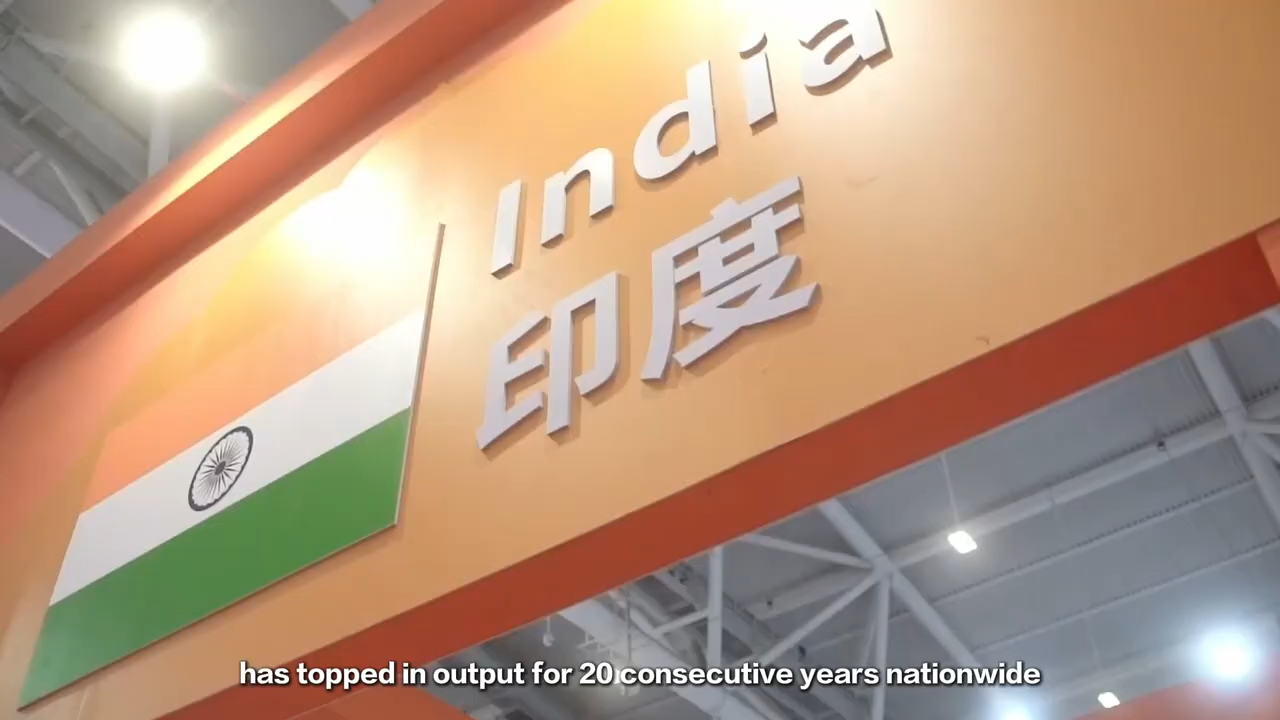 India
印度
has topped in output for 20 consecutive years nationwide